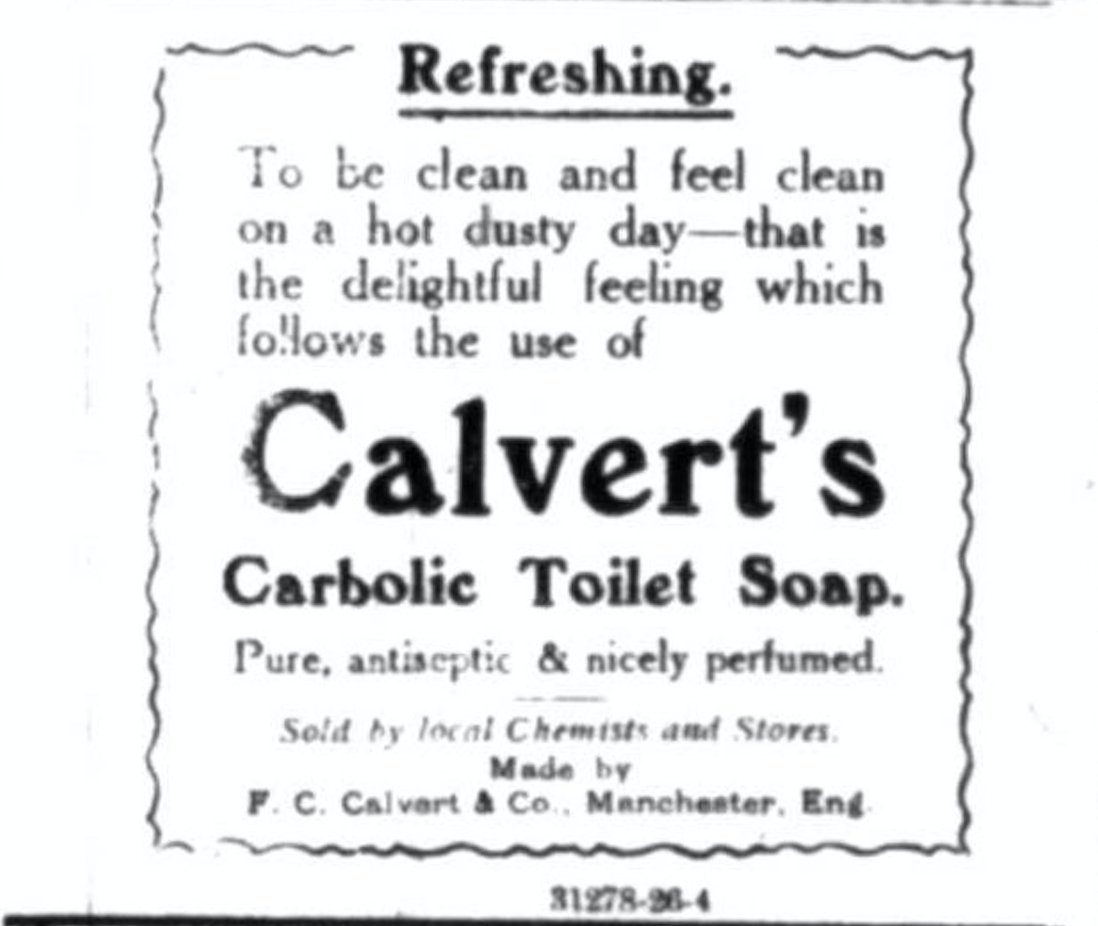 Refreshing.
To be clean and feel clean
on a hot dusty day—that is
the delightful feeling which
follows the use of
Calvert's
Carbolic Toilet Soap.
Pure, antiseptic & nicely perfumed.
Sold by local Chemists and Stores.
Made by
F. C. Calvert & Co., Manchester, Eng.
31278-26-4